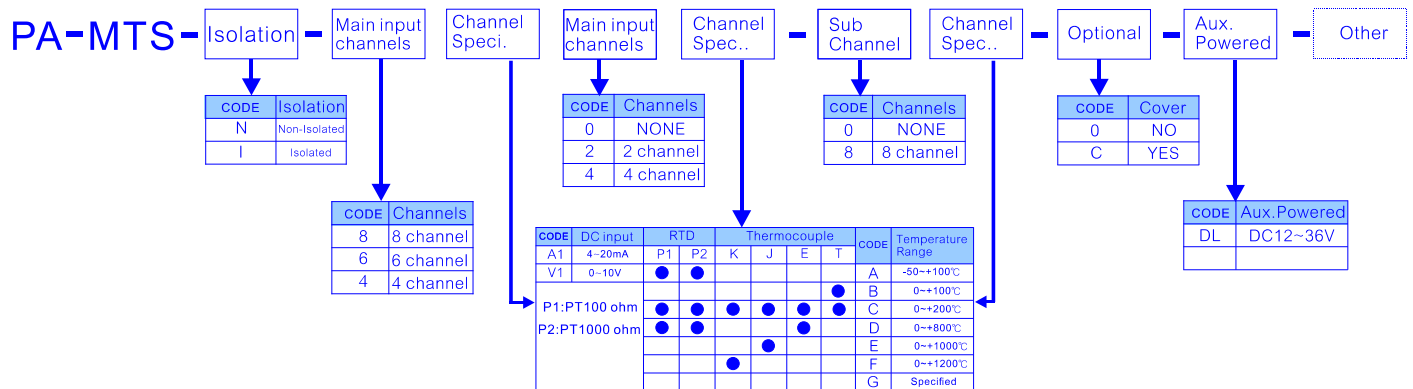 PA-MTS- Isolation - Main input channels Channel Speci. Main input channels Channel Spec.. - Sub Channel Channel Spec.. - Optional - Aux. Powered - Other
CODE Isolation
N Non-Isolated
I Isolated
CODE Channels
8 8 channel
6 6 channel
4 4 channel
CODE Channels
0 NONE
2 2 channel
4 4 channel
CODE Channels
0 NONE
8 8 channel
CODE Cover
0 NO
C YES
CODE Aux.Powered
DL DC12~36V
CODE DC input RTD Thermocouple CODE Temperature Range
A1 4~20mA P1 P2 K J E T
V1 0~10V ● ● A -50~+100℃
● B 0~+100℃
P1:PT100 ohm ● ● ● ● ● ● C 0~+200℃
P2:PT1000 ohm ● ● ● D 0~+800℃
● E 0~+1000℃
● F 0~+1200℃
G Specified